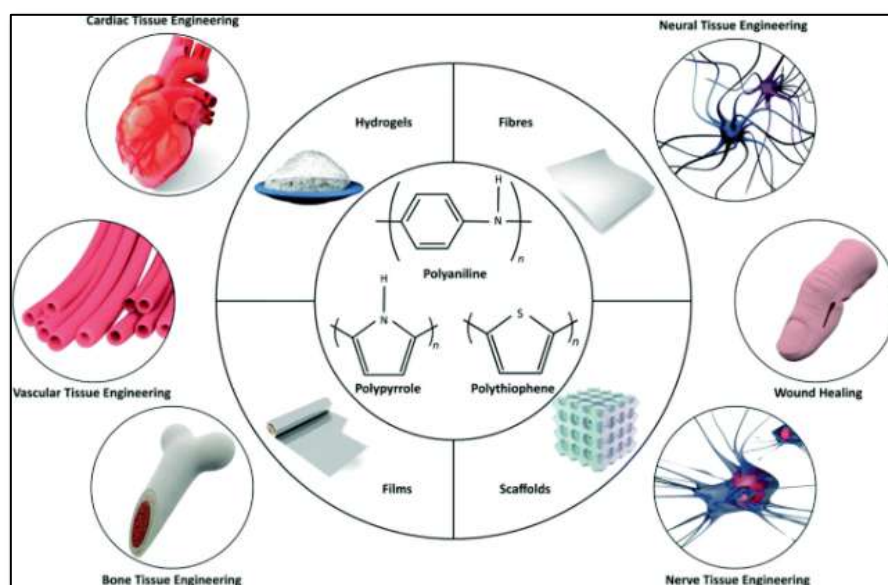 Cardiac Tissue Engineering
Neural Tissue Engineering
Hydrogels
Fibres
H
N
n
Polyaniline
H
N
n
S
n
Polypyrrole
Polythiophene
Vascular Tissue Engineering
Wound Healing
Films
Scaffolds
Bone Tissue Engineering
Nerve Tissue Engineering